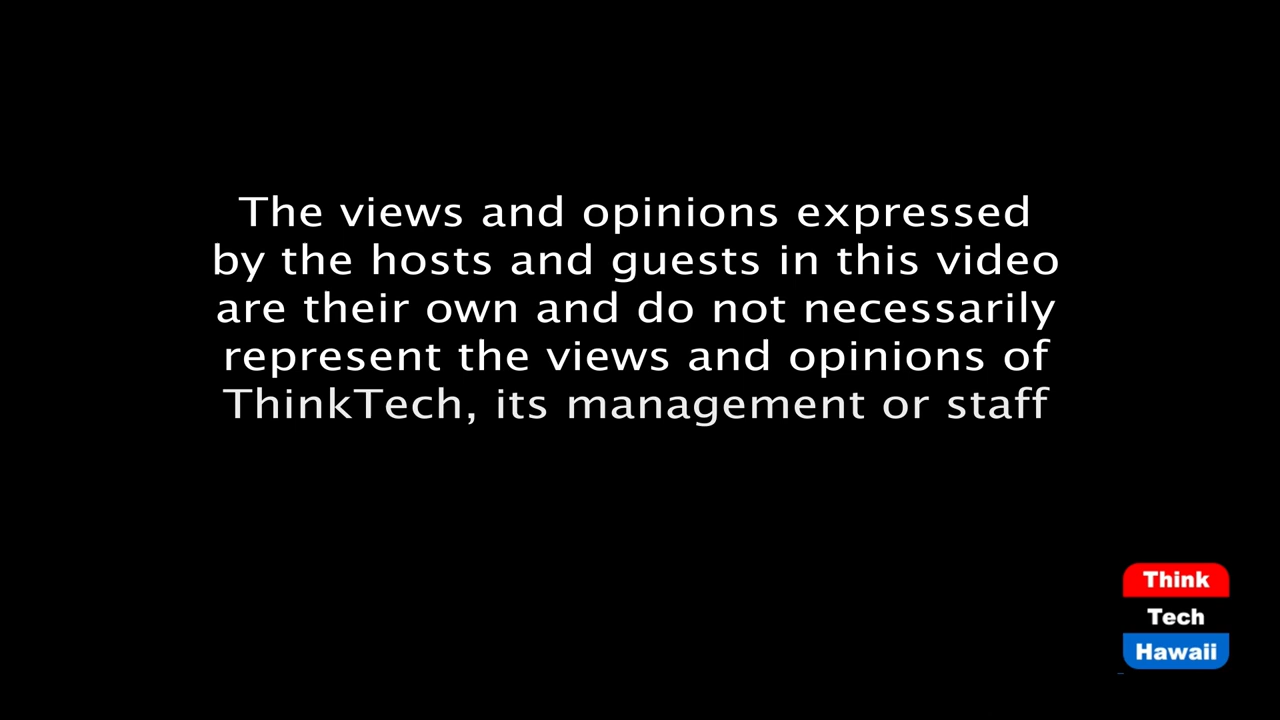 The views and opinions expressed
by the hosts and guests in this video
are their own and do not necessarily
represent the views and opinions of
ThinkTech, its management or staff
Think
Tech
Hawaii